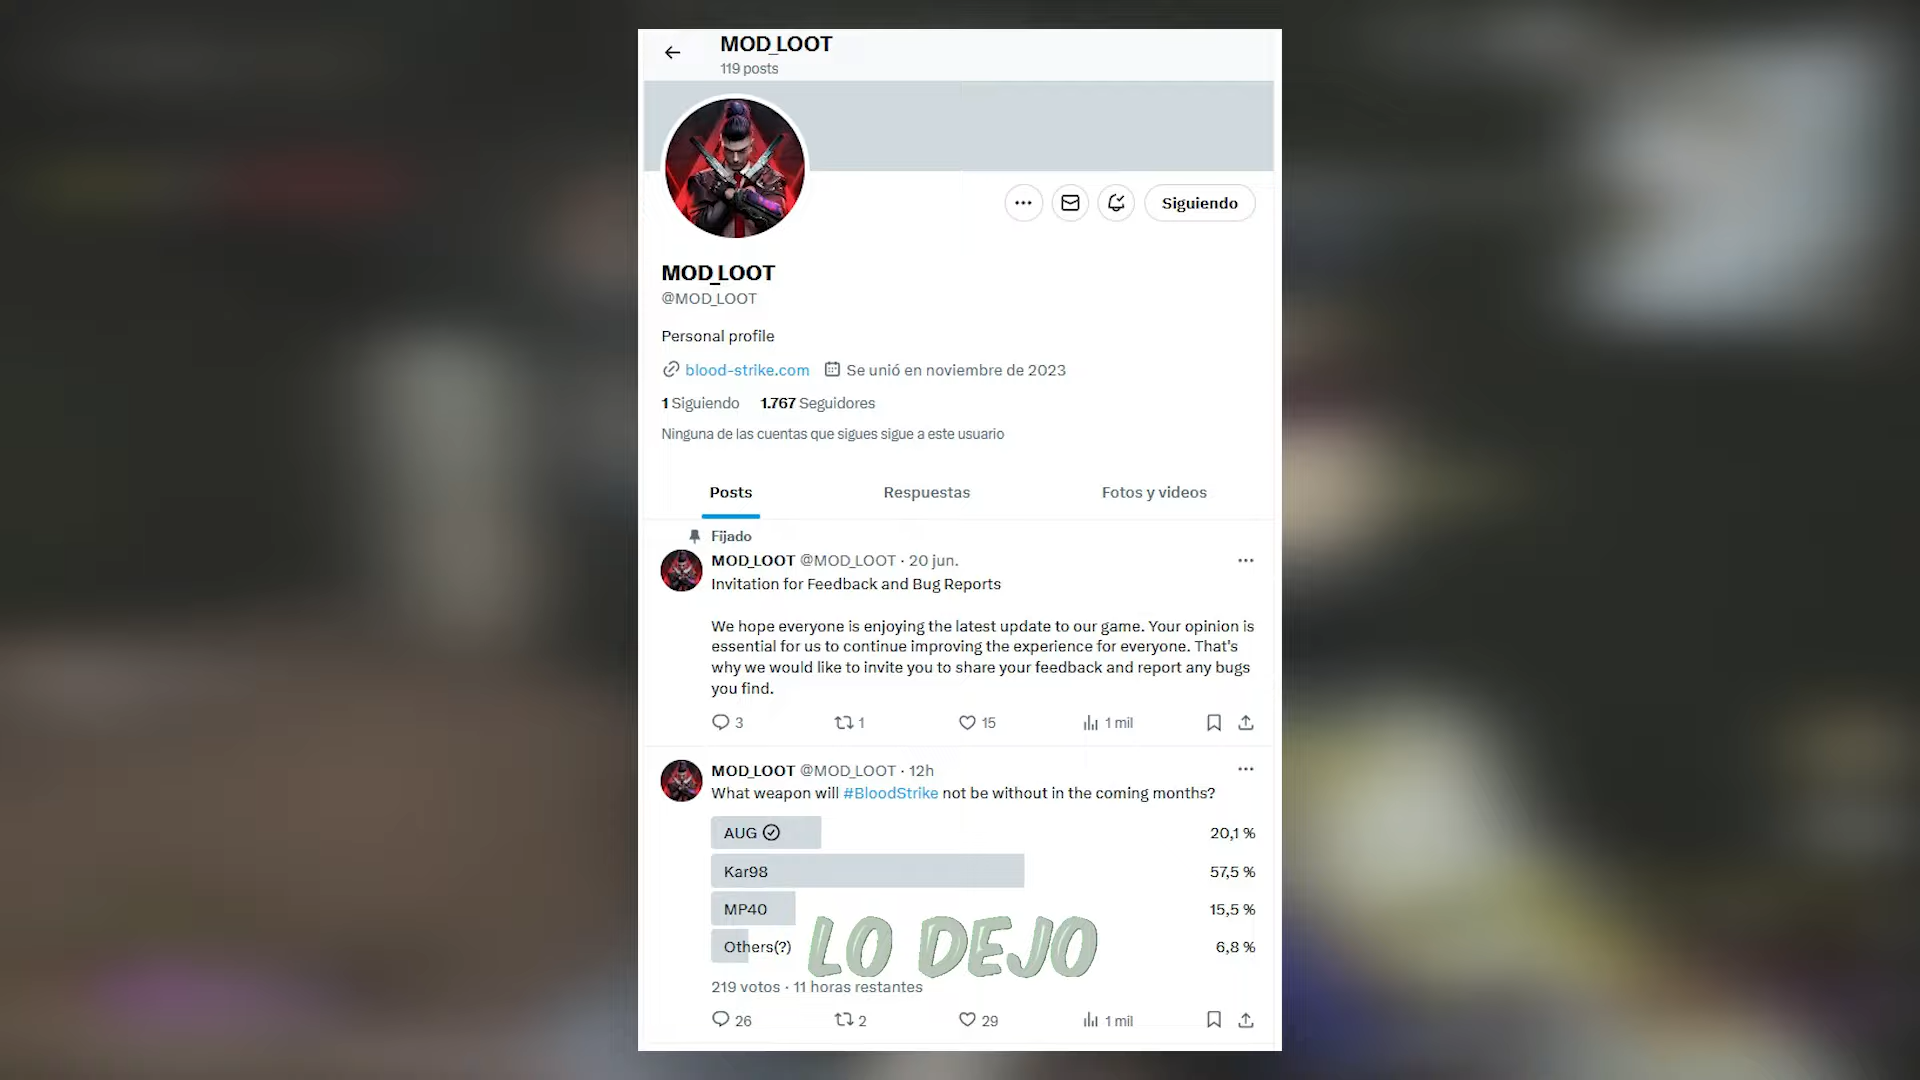 MOD_LOOT
119 posts
Siguiendo
MOD_LOOT
@MOD_LOOT
Personal profile
blood-strike.com Se unió en noviembre de 2023
1 Siguiendo 1.767 Seguidores
Ninguna de las cuentas que sigues sigue a este usuario
Posts Respuestas Fotos y videos
Fijado
MOD_LOOT @MOD_LOOT · 20 jun.
Invitation for Feedback and Bug Reports
We hope everyone is enjoying the latest update to our game. Your opinion is
essential for us to continue improving the experience for everyone. That's
why we would like to invite you to share your feedback and report any bugs
you find.
3 1 15 1 mil
MOD_LOOT @MOD_LOOT · 12h
What weapon will #BloodStrike not be without in the coming months?
AUG 20,1 %
Kar98 57,5 %
MP40 15,5 %
Others(?) 6,8 %
LO DEJO
219 votos · 11 horas restantes
26 2 29 1 mil